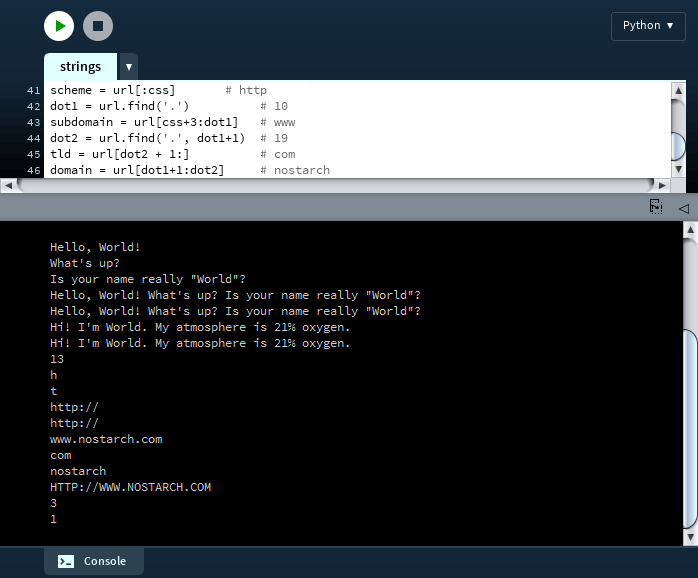 Python ▼
strings ▼
41 scheme = url[:css]       # http
42 dot1 = url.find('.')         # 10
43 subdomain = url[css+3:dot1]   # www
44 dot2 = url.find('.', dot1+1)  # 19
45 tld = url[dot2 + 1:]          # com
46 domain = url[dot1+1:dot2]     # nostarch
Hello, World!
What's up?
Is your name really "World"?
Hello, World! What's up? Is your name really "World"?
Hello, World! What's up? Is your name really "World"?
Hi! I'm World. My atmosphere is 21% oxygen.
Hi! I'm World. My atmosphere is 21% oxygen.
13
h
t
http://
http://
www.nostarch.com
com
nostarch
HTTP://WWW.NOSTARCH.COM
3
1
Console